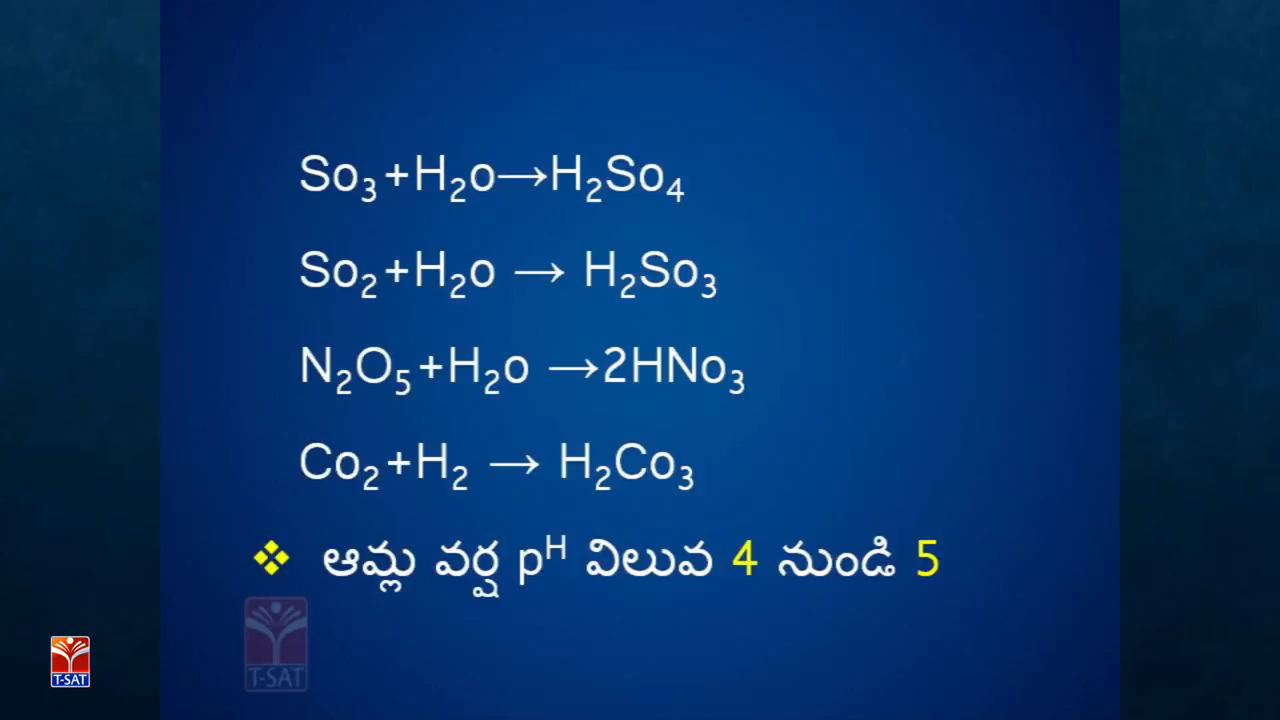 So₃+H₂o→H₂So₄
So₂+H₂o → H₂So₃
N₂O₅+H₂o →2HNo₃
Co₂+H₂ → H₂Co₃
❖ ఆమ్ల వర్ష pᴴ విలువ 4 నుండి 5
T-SAT
T-SAT